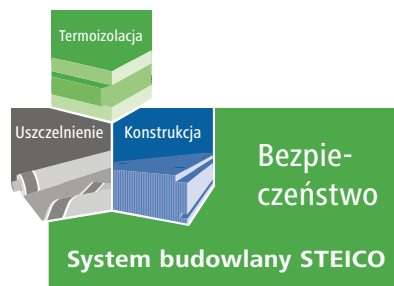 Termoizolacja
Uszczelnienie
Konstrukcja
Bezpie-
czeństwo
System budowlany STEICO